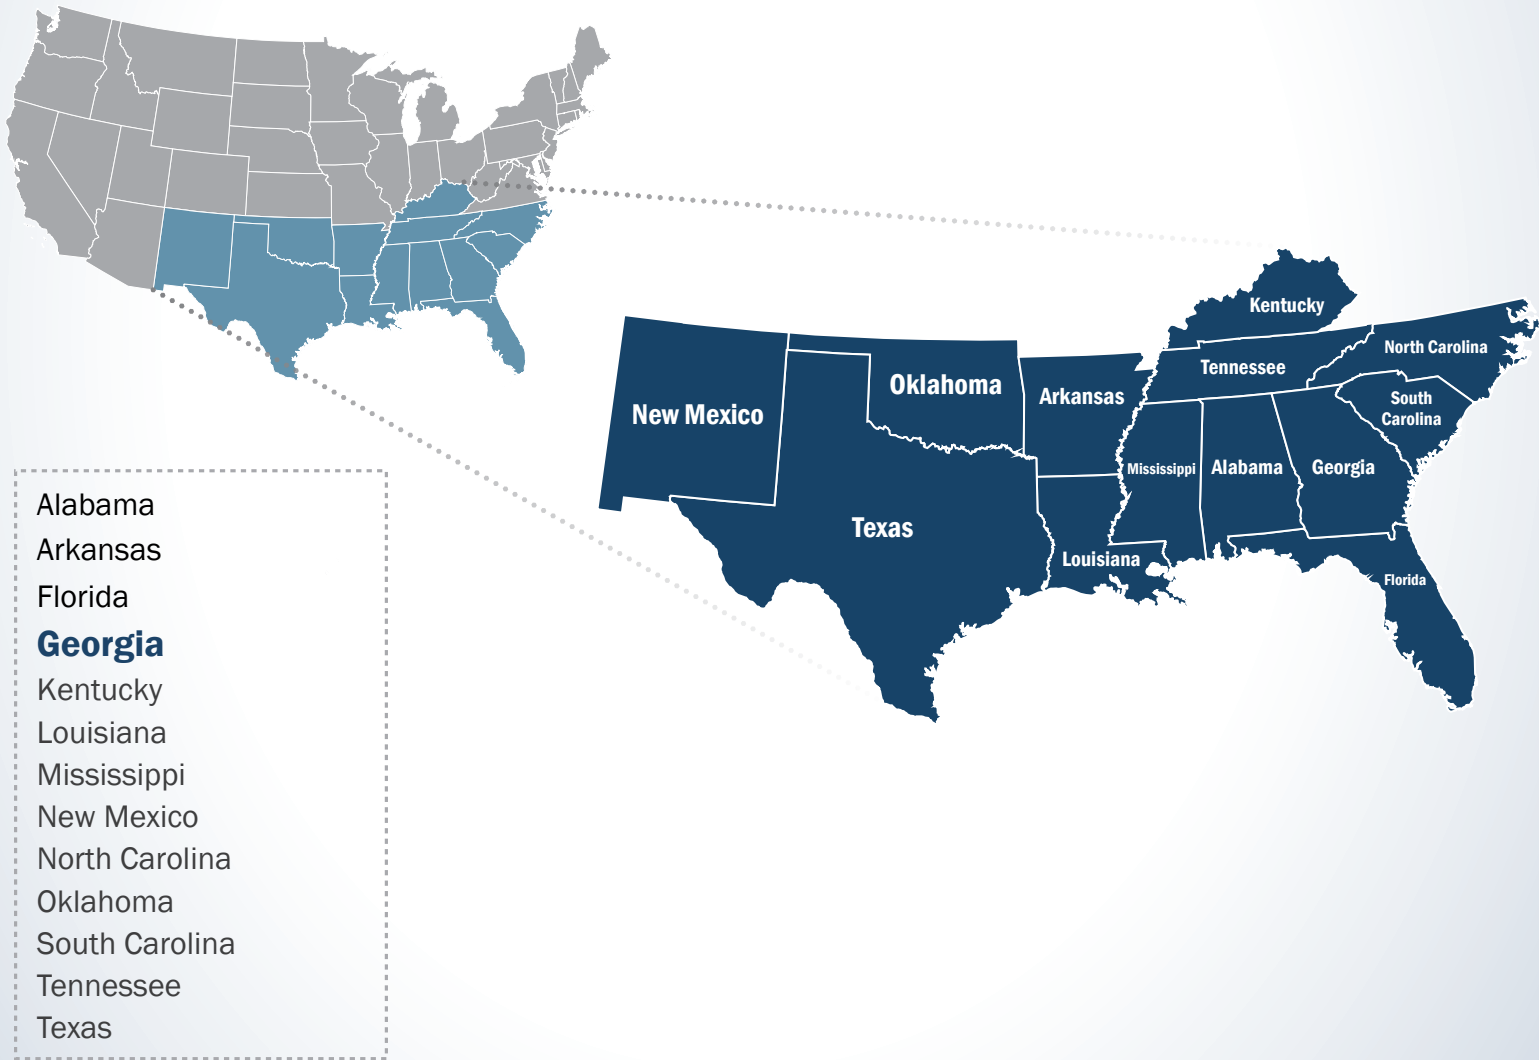 Kentucky
North Carolina
Tennessee
Oklahoma
Arkansas
South
Carolina
New Mexico
Mississippi
Alabama
Georgia
Texas
Louisiana
Florida
Alabama
Arkansas
Florida
Georgia
Kentucky
Louisiana
Mississippi
New Mexico
North Carolina
Oklahoma
South Carolina
Tennessee
Texas